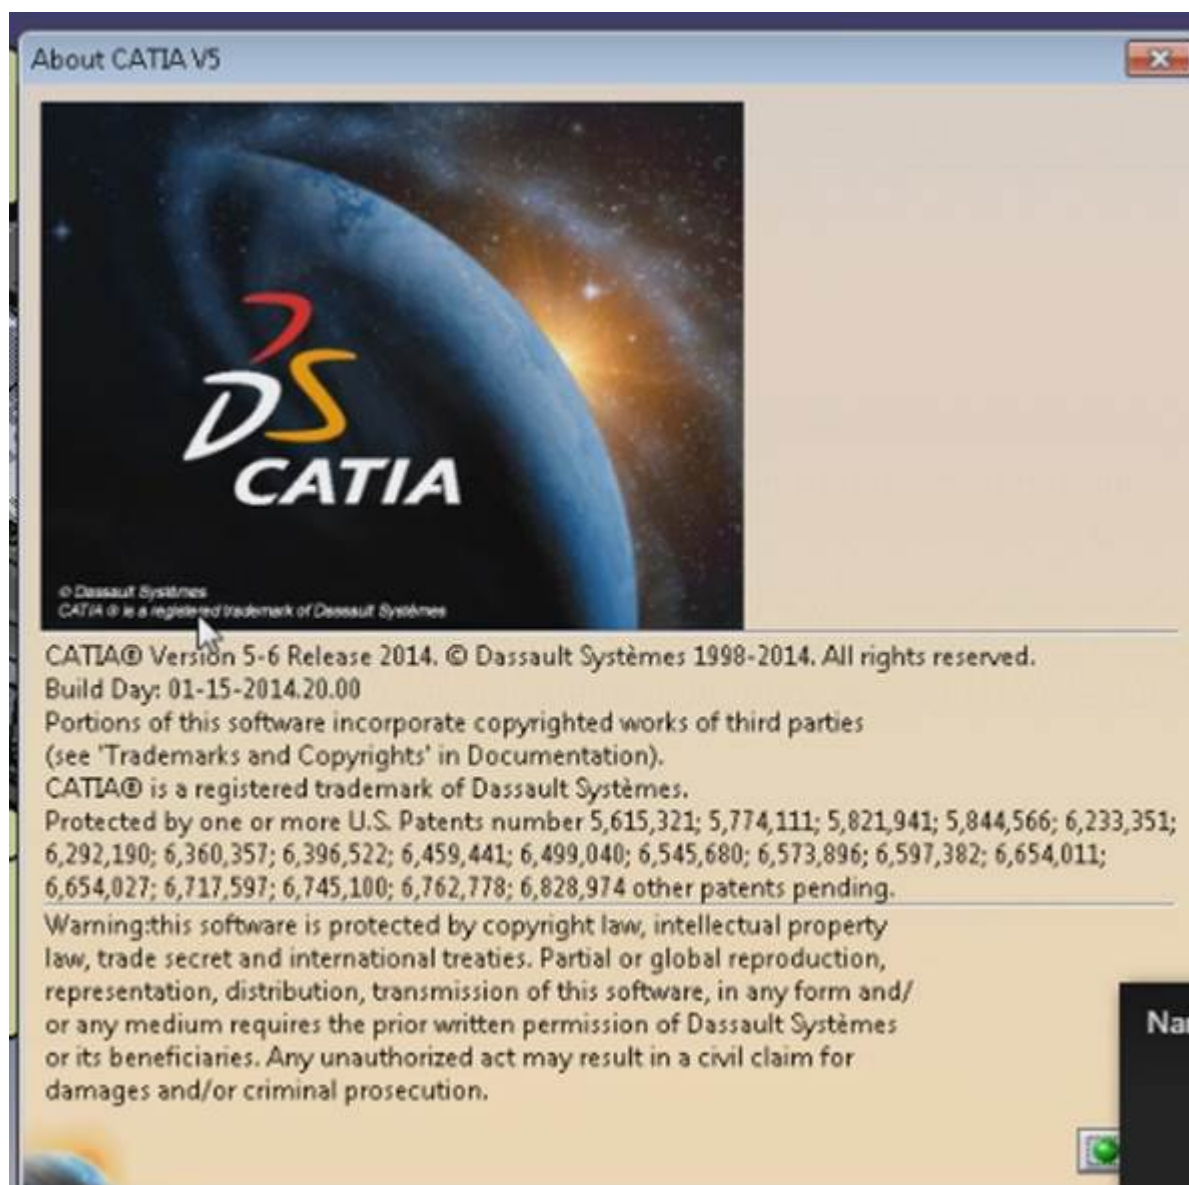 About CATIA V5
DS
CATIA
© Dassault Systèmes
CATIA ® is a registered trademark of Dassault Systèmes
CATIA® Version 5-6 Release 2014. © Dassault Systèmes 1998-2014. All rights reserved.
Build Day: 01-15-2014.20.00
Portions of this software incorporate copyrighted works of third parties
(see 'Trademarks and Copyrights' in Documentation).
CATIA® is a registered trademark of Dassault Systèmes.
Protected by one or more U.S. Patents number 5,615,321; 5,774,111; 5,821,941; 5,844,566; 6,233,351;
6,292,190; 6,360,357; 6,396,522; 6,459,441; 6,499,040; 6,545,680; 6,573,896; 6,597,382; 6,654,011;
6,654,027; 6,717,597; 6,745,100; 6,762,778; 6,828,974 other patents pending.
Warning:this software is protected by copyright law, intellectual property
law, trade secret and international treaties. Partial or global reproduction,
representation, distribution, transmission of this software, in any form and/
or any medium requires the prior written permission of Dassault Systèmes
or its beneficiaries. Any unauthorized act may result in a civil claim for
damages and/or criminal prosecution.